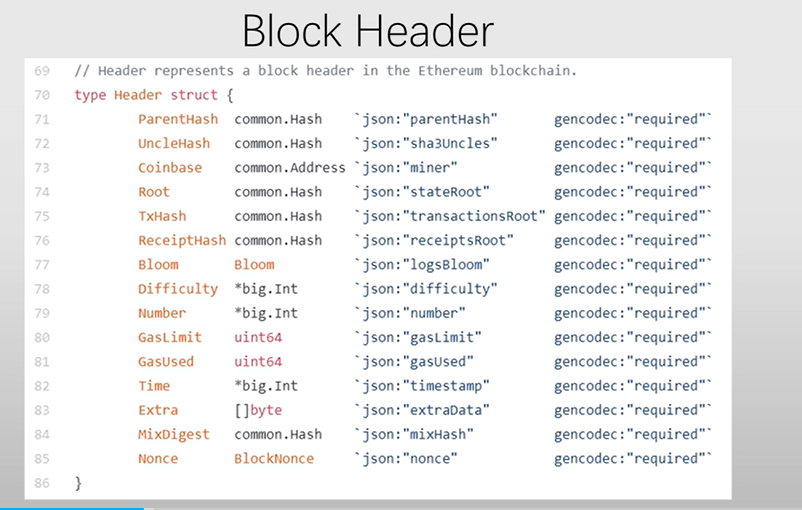 Block Header
69 // Header represents a block header in the Ethereum blockchain.
70 type Header struct {
71 ParentHash common.Hash `json:"parentHash" gencodec:"required"`
72 UncleHash common.Hash `json:"sha3Uncles" gencodec:"required"`
73 Coinbase common.Address `json:"miner" gencodec:"required"`
74 Root common.Hash `json:"stateRoot" gencodec:"required"`
75 TxHash common.Hash `json:"transactionsRoot" gencodec:"required"`
76 ReceiptHash common.Hash `json:"receiptsRoot" gencodec:"required"`
77 Bloom Bloom `json:"logsBloom" gencodec:"required"`
78 Difficulty *big.Int `json:"difficulty" gencodec:"required"`
79 Number *big.Int `json:"number" gencodec:"required"`
80 GasLimit uint64 `json:"gasLimit" gencodec:"required"`
81 GasUsed uint64 `json:"gasUsed" gencodec:"required"`
82 Time *big.Int `json:"timestamp" gencodec:"required"`
83 Extra []byte `json:"extraData" gencodec:"required"`
84 MixDigest common.Hash `json:"mixHash" gencodec:"required"`
85 Nonce BlockNonce `json:"nonce" gencodec:"required"`
86 }